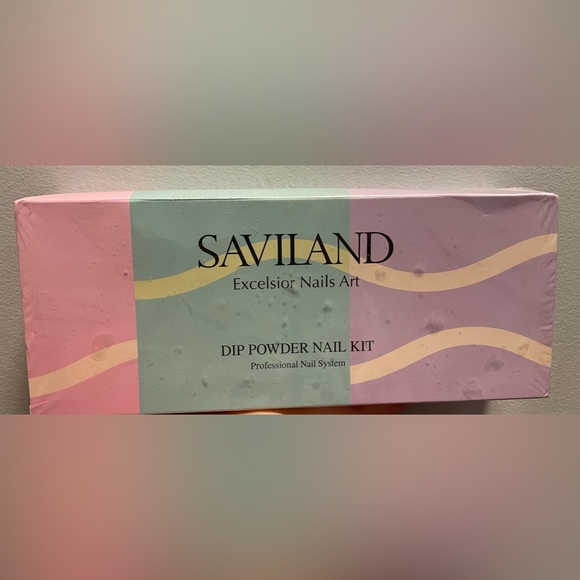 SAVILAND
Excelsior Nails Art
DIP POWDER NAIL KIT
Professional Nail System